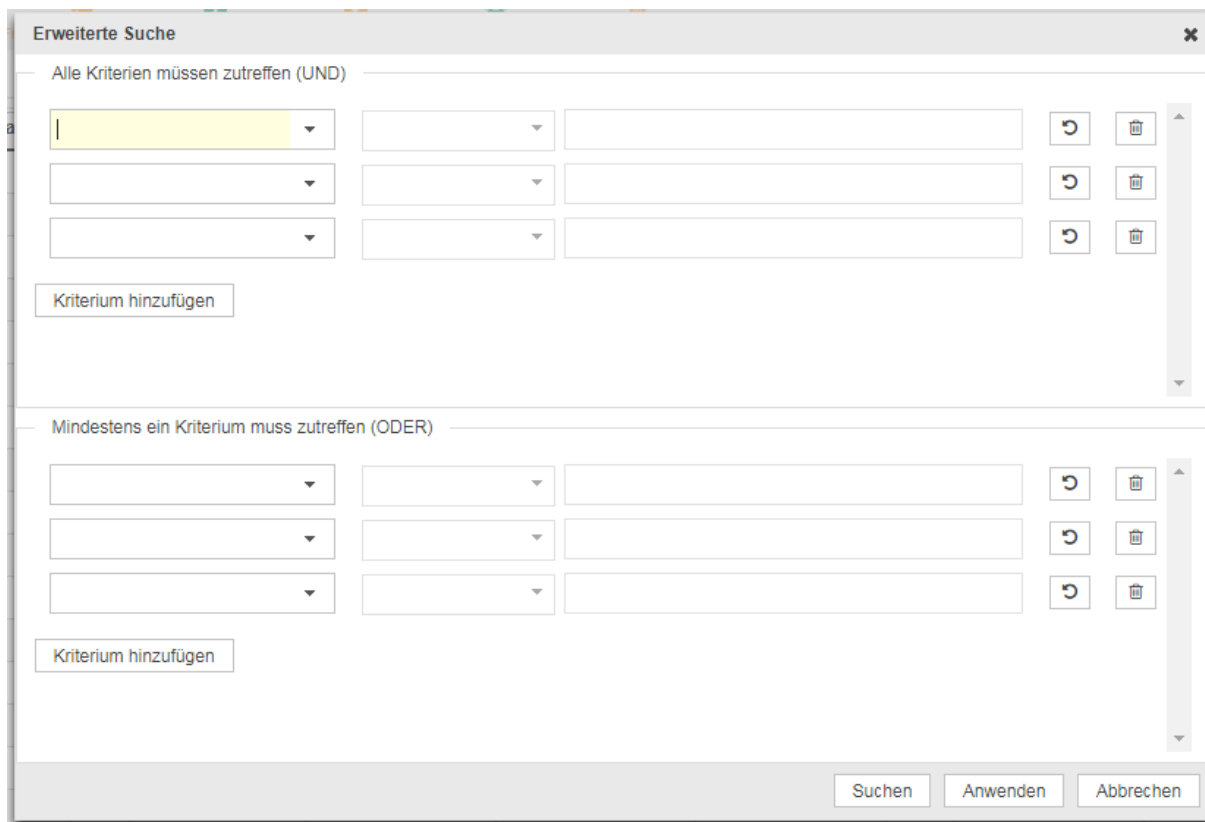 Erweiterte Suche
Alle Kriterien müssen zutreffen (UND)
Kriterium hinzufügen
Mindestens ein Kriterium muss zutreffen (ODER)
Kriterium hinzufügen
Suchen Anwenden Abbrechen